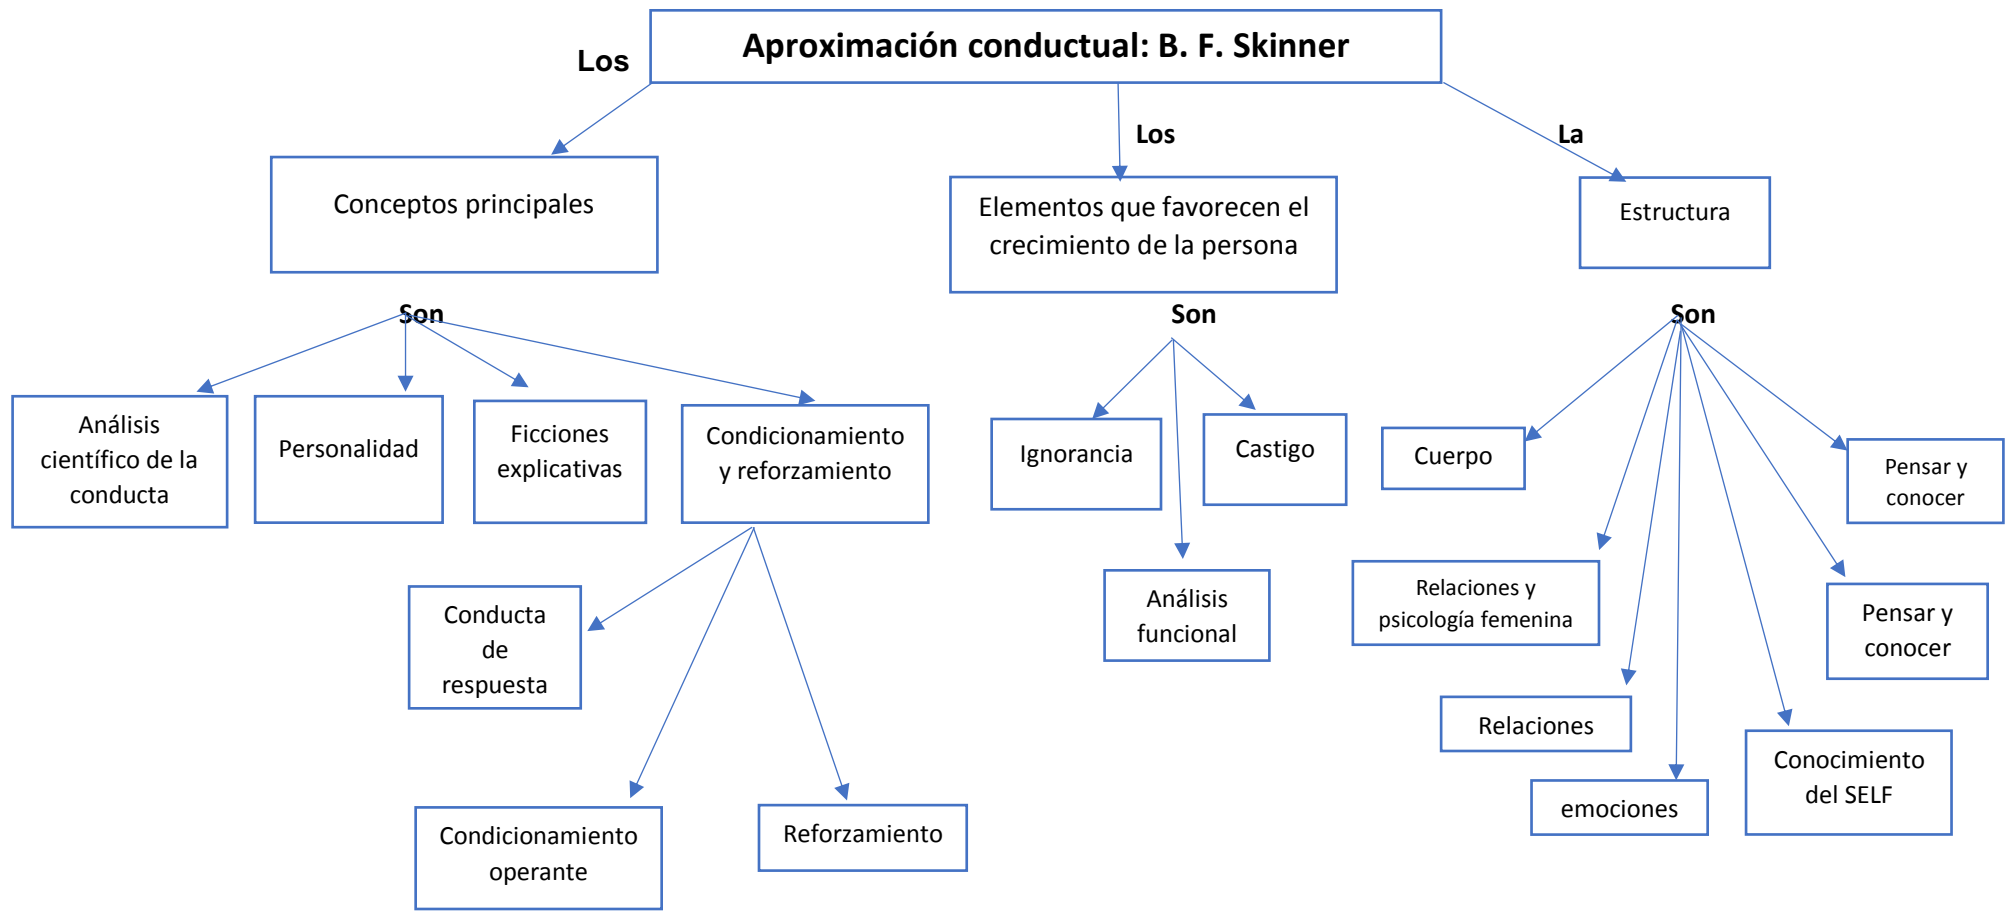 Aproximación conductual: B. F. Skinner
Los
Los
La
Conceptos principales
Elementos que favorecen el
crecimiento de la persona
Estructura
Son
Son
Son
Análisis
científico de la
conducta
Personalidad
Ficciones
explicativas
Condicionamiento
y reforzamiento
Ignorancia
Castigo
Cuerpo
Pensar y
conocer
Conducta
de
respuesta
Análisis
funcional
Relaciones y
psicología femenina
Pensar y
conocer
Relaciones
Conocimiento
del SELF
emociones
Condicionamiento
operante
Reforzamiento